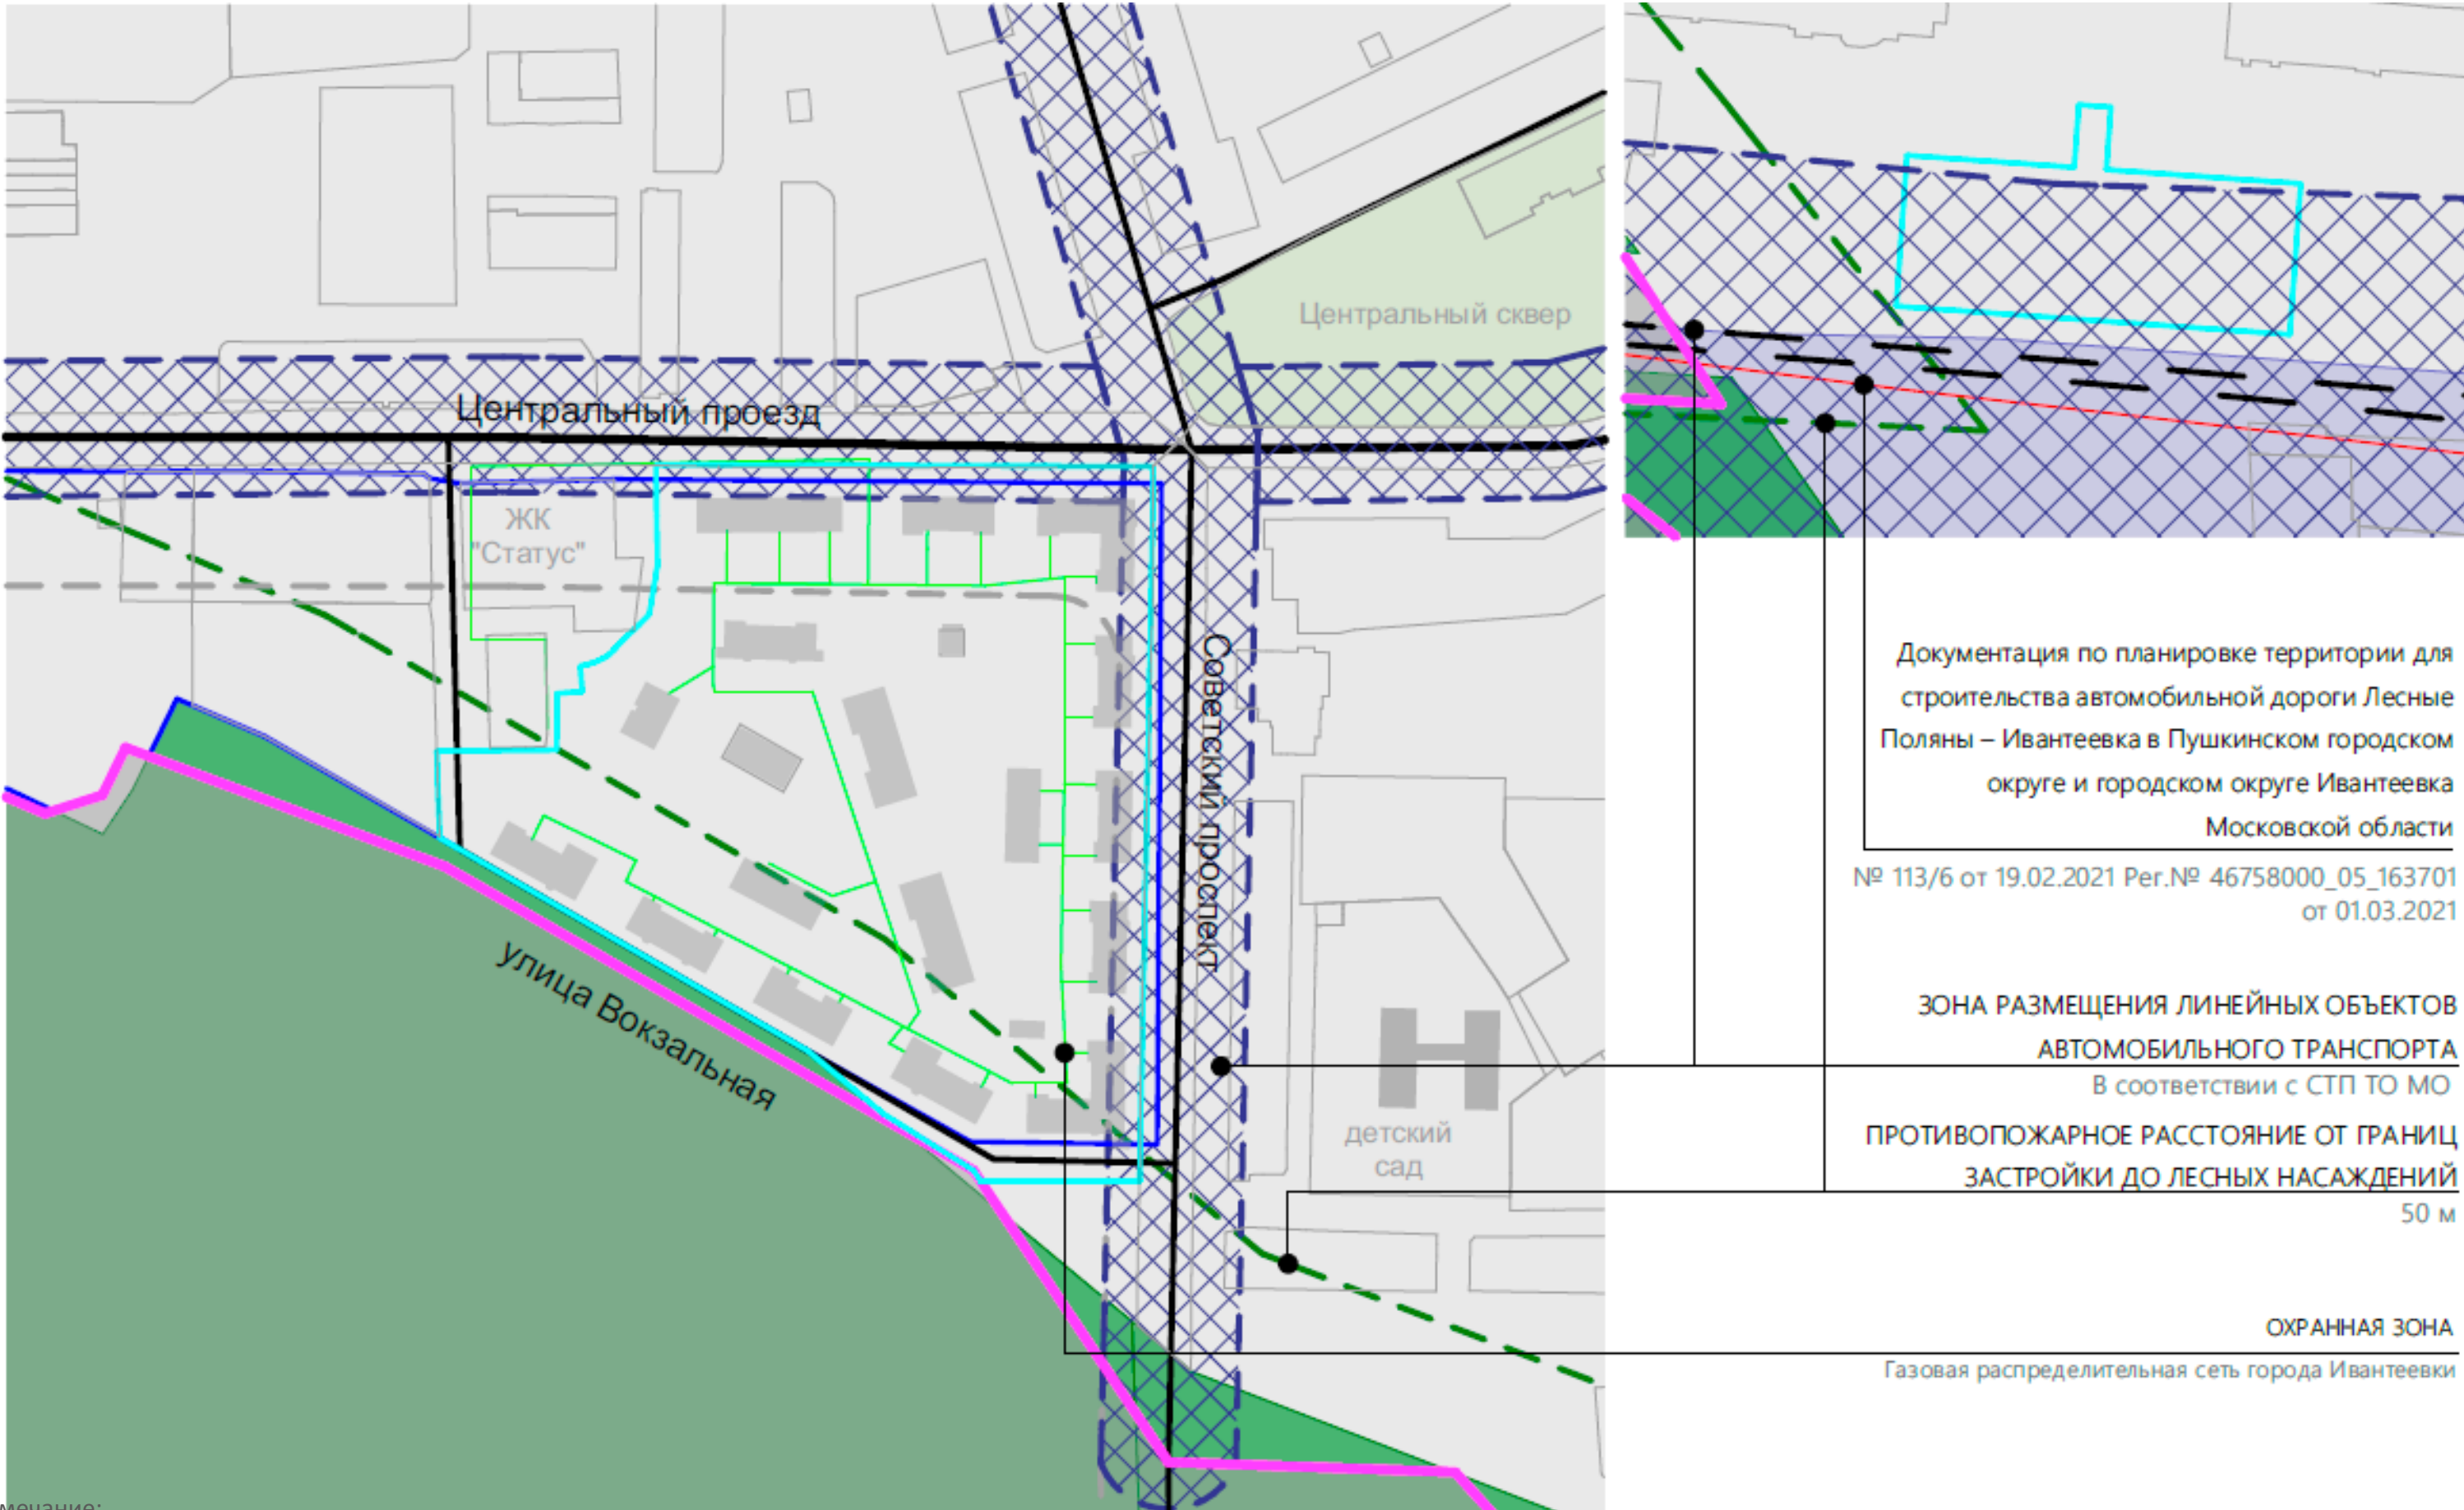 Центральный сквер
Центральный проезд
ЖК
"Статус"
Советский проспект
улица Вокзальная
детский
сад
Документация по планировке территории для
строительства автомобильной дороги Лесные
Поляны – Ивантеевка в Пушкинском городском
округе и городском округе Ивантеевка
Московской области
№ 113/6 от 19.02.2021 Рег.№ 46758000_05_163701
от 01.03.2021
ЗОНА РАЗМЕЩЕНИЯ ЛИНЕЙНЫХ ОБЪЕКТОВ
АВТОМОБИЛЬНОГО ТРАНСПОРТА
В соответствии с СТП ТО МО
ПРОТИВОПОЖАРНОЕ РАССТОЯНИЕ ОТ ГРАНИЦ
ЗАСТРОЙКИ ДО ЛЕСНЫХ НАСАЖДЕНИЙ
50 м
ОХРАННАЯ ЗОНА
Газовая распределительная сеть города Ивантеевки